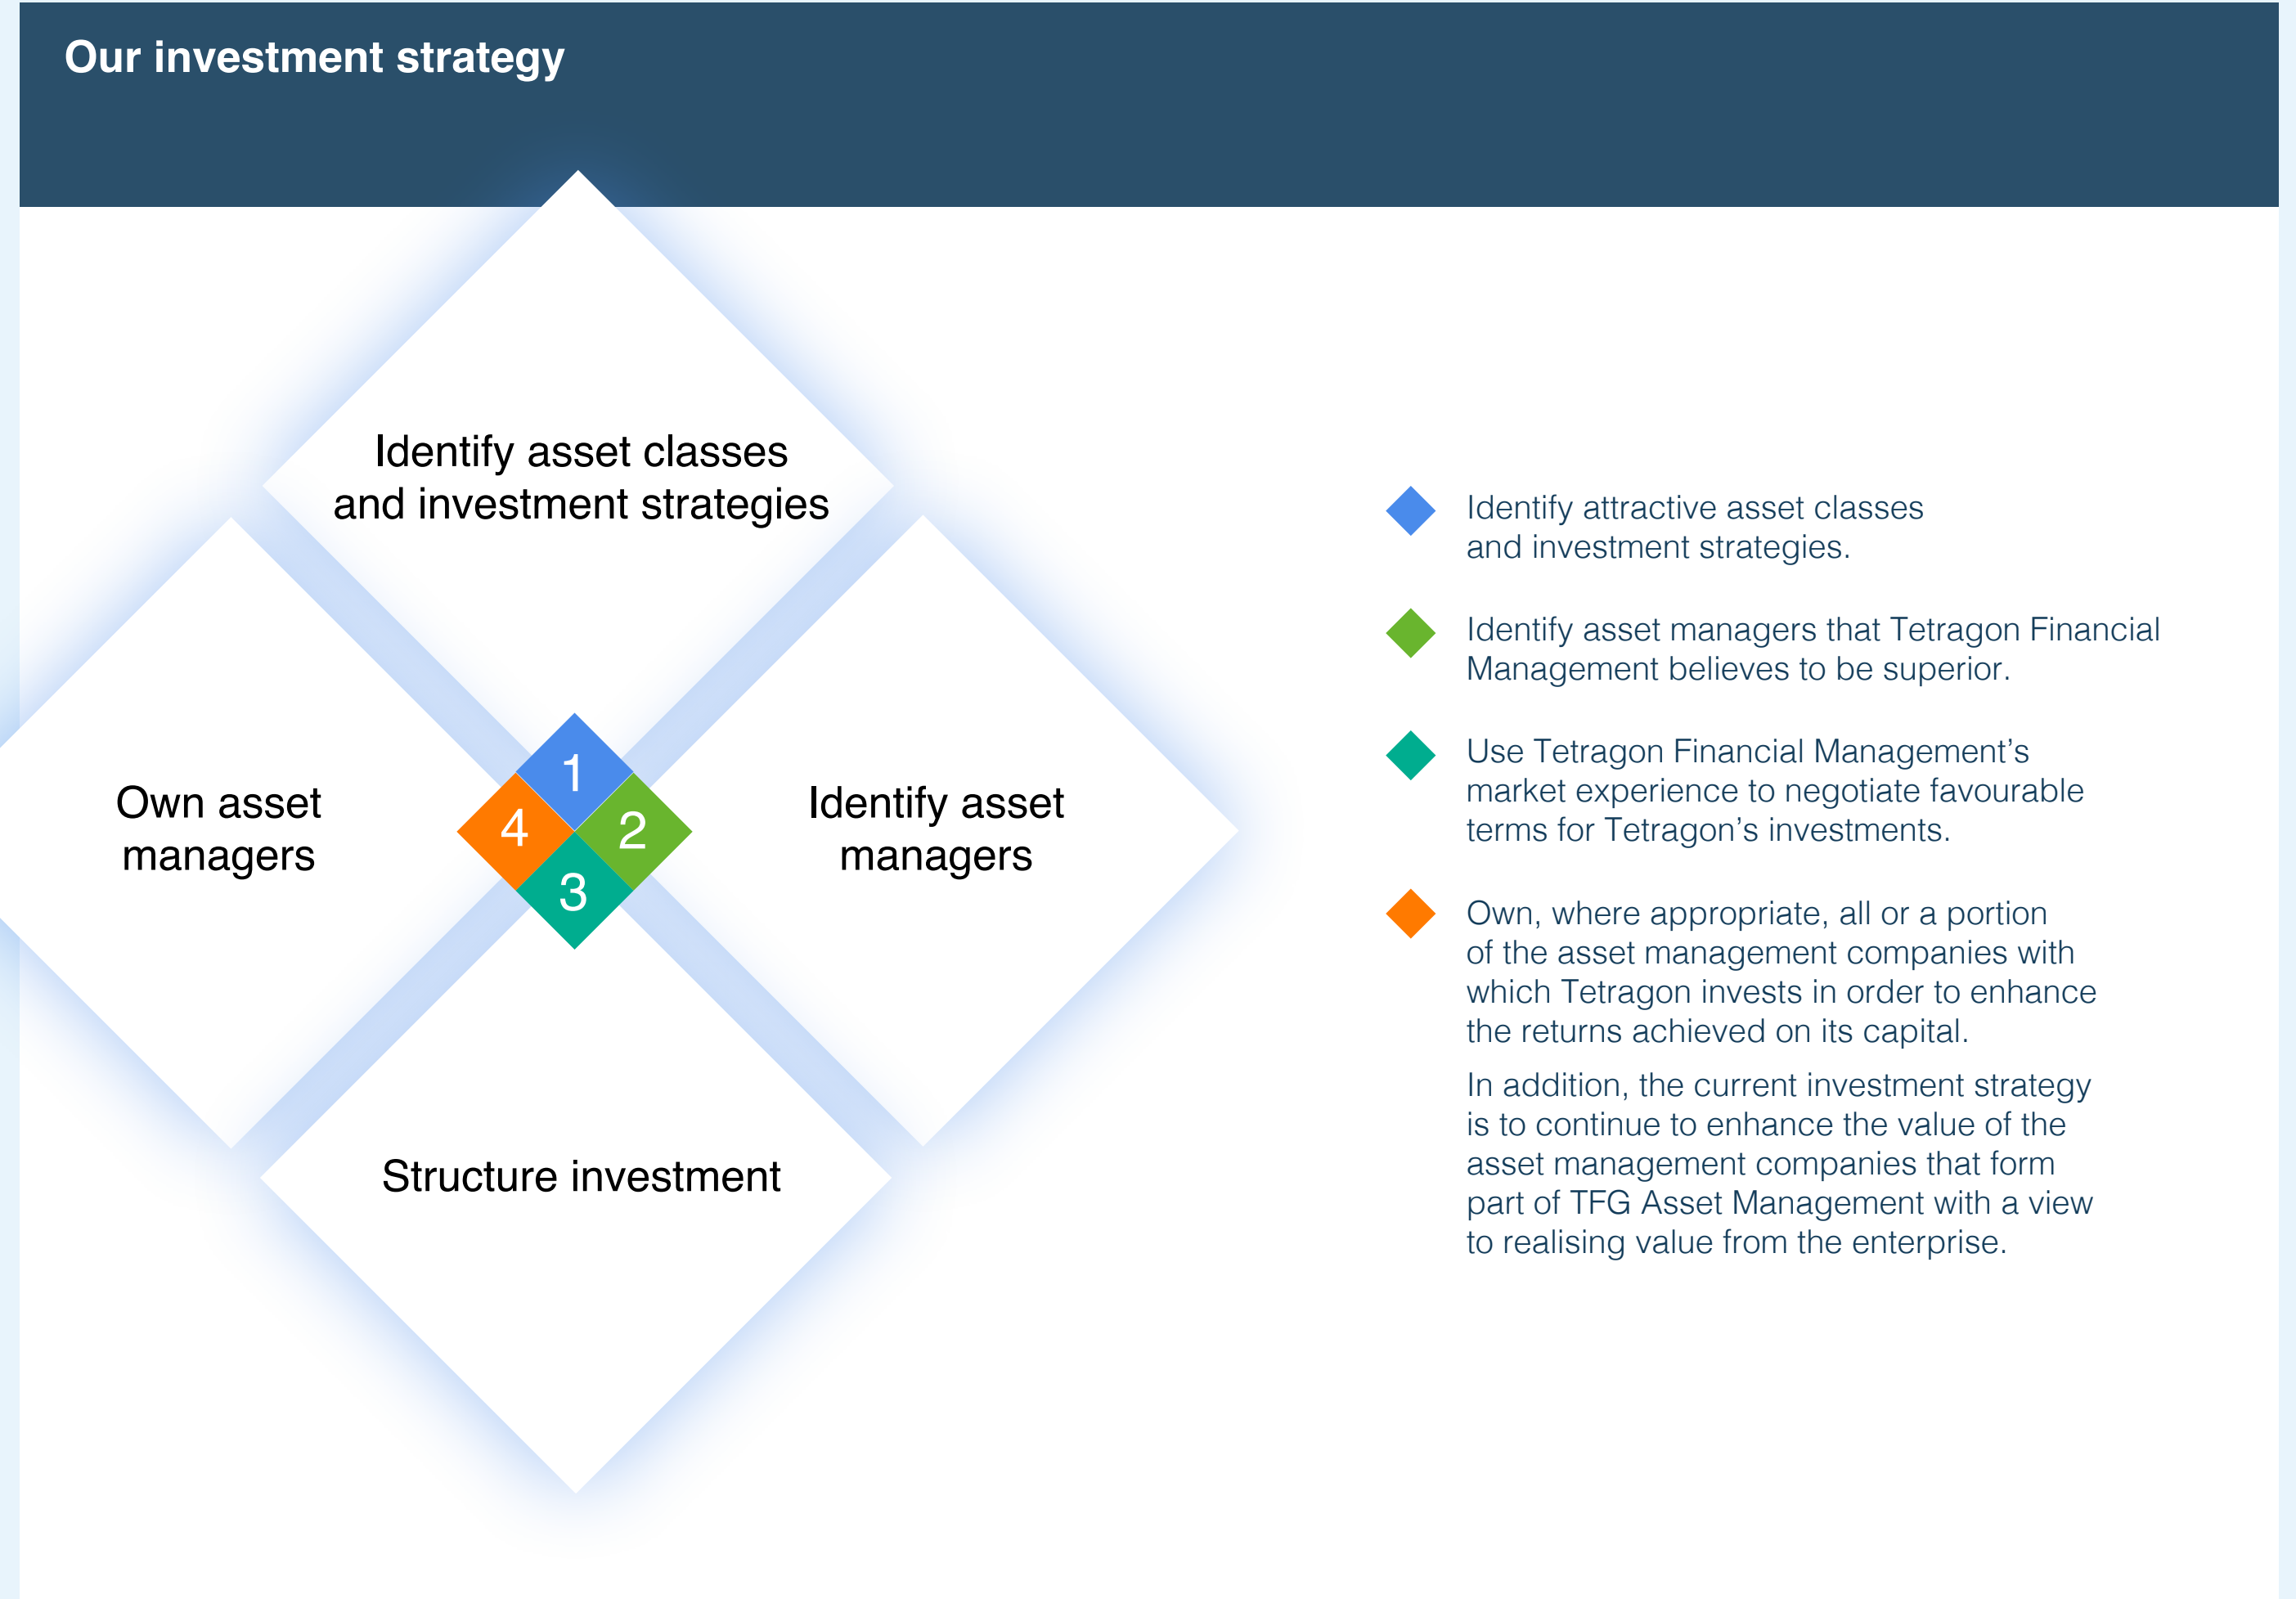 Our investment strategy
Identify asset classes
and investment strategies
Own asset
managers
1
4
2
3
Identify asset
managers
Structure investment
Identify attractive asset classes
and investment strategies.
Identify asset managers that Tetragon Financial
Management believes to be superior.
Use Tetragon Financial Management’s
market experience to negotiate favourable
terms for Tetragon’s investments.
Own, where appropriate, all or a portion
of the asset management companies with
which Tetragon invests in order to enhance
the returns achieved on its capital.
In addition, the current investment strategy
is to continue to enhance the value of the
asset management companies that form
part of TFG Asset Management with a view
to realising value from the enterprise.